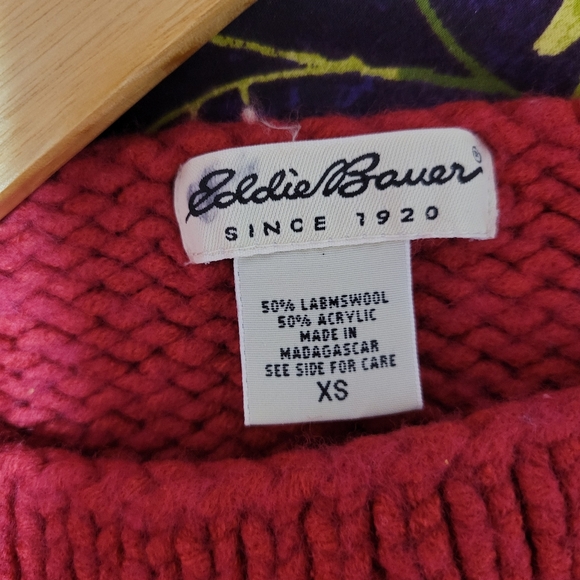 Eddie Bauer®
SINCE 1920
50% LABMSWOOL
50% ACRYLIC
MADE IN
MADAGASCAR
SEE SIDE FOR CARE
XS